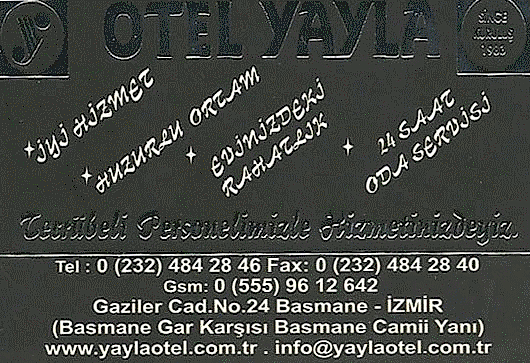 OTEL YAYLA
SINCE
KURULUŞ
1983
İYİ HİZMET
HUZURLU ORTAM
EVİNİZDEKİ
RAHATLIK
24 SAAT
ODA SERVİSİ
Tecrübeli Personelimizle Hizmetinizdeyiz.
Tel : 0 (232) 484 28 46 Fax: 0 (232) 484 28 40
Gsm: 0 (555) 96 12 642
Gaziler Cad.No.24 Basmane - İZMİR
(Basmane Gar Karşısı Basmane Camii Yanı)
www.yaylaotel.com.tr . info@yaylaotel.com.tr